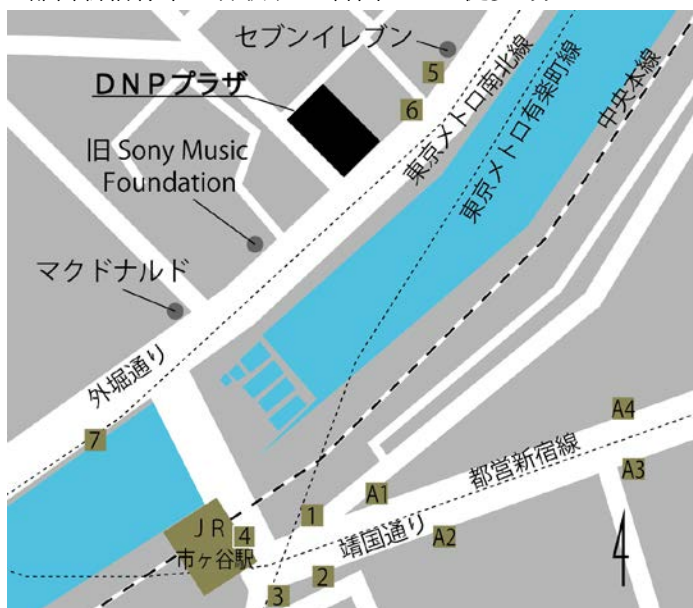 セブンイレブン
5
DNPプラザ
6
旧 Sony Music
Foundation
マクドナルド
東京メトロ南北線
東京メトロ有楽町線
中央本線
外堀通り
7
A4
都営新宿線
A3
A1
1
靖国通り
A2
JR
市ヶ谷駅
4
2
3